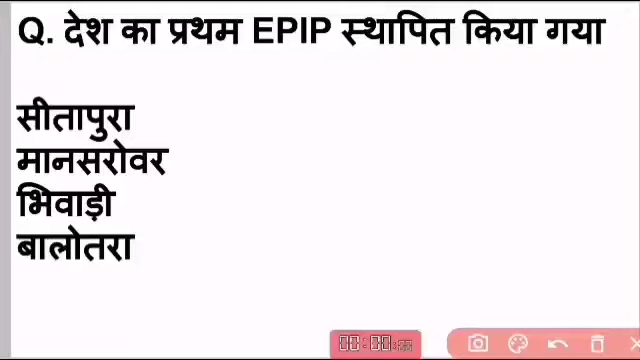 Q. देश का प्रथम EPIP स्थापित किया गया
सीतापुरा
मानसरोवर
भिवाड़ी
बालोतरा